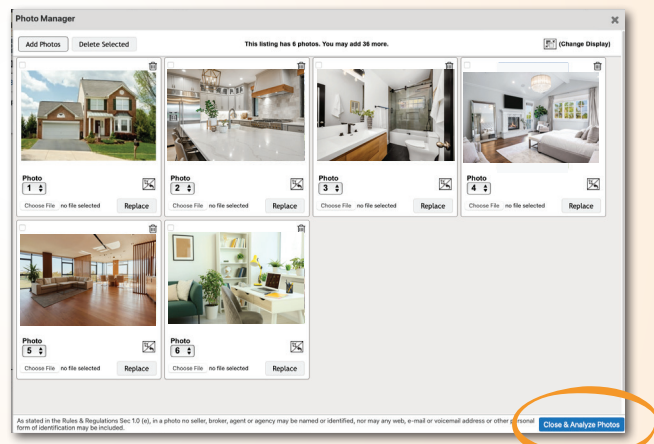 Photo Manager
Add Photos Delete Selected This listing has 6 photos. You may add 36 more. (Change Display)
Photo Photo Photo Photo
1 2 3 4
Choose File no file selected Replace Choose File no file selected Replace Choose File no file selected Replace Choose File no file selected Replace
Photo Photo
5 6
Choose File no file selected Replace Choose File no file selected Replace
As stated in the Rules & Regulations Sec 1.0 (e), in a photo no seller, broker, agent or agency may be named or identified, nor may any web, e-mail or voicemail address or other personal
form of identification may be included.
Close & Analyze Photos